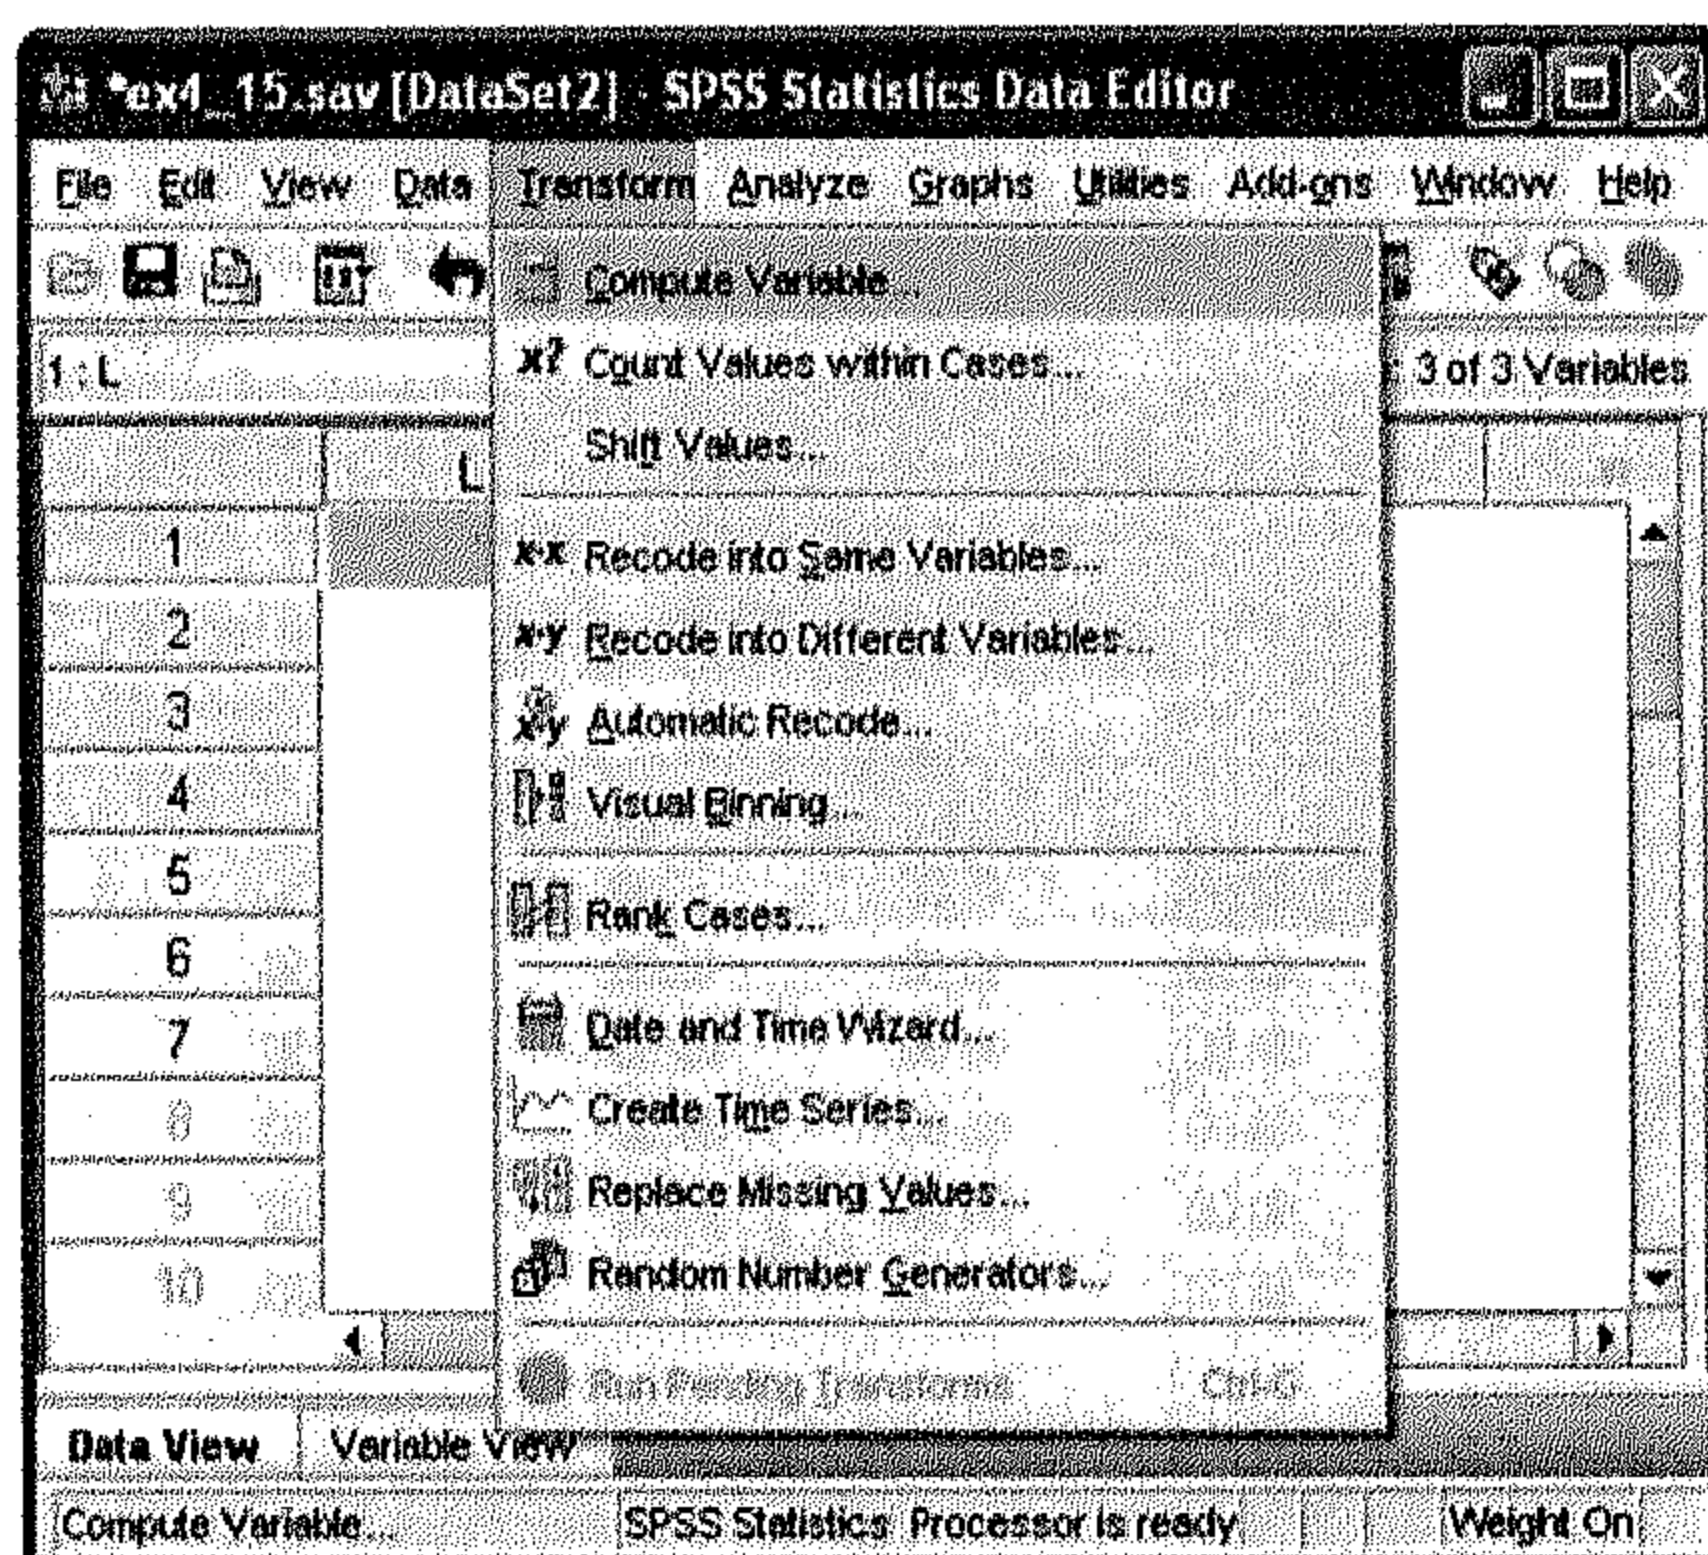 *ex4_15.sav [DataSet2] - SPSS Statistics Data Editor
File Edit View Data Transform Analyze Graphs Utilities Add-ons Window Help
Compute Variable...
1 : L
x? Count Values within Cases...
: 3 of 3 Variables
Shift Values...
L
1
x-x Recode into Same Variables...
2
x-y Recode into Different Variables...
3
Automatic Recode...
4
Visual Binning...
5
Rank Cases...
6
7
Date and Time Wizard...
8
Create Time Series...
9
Replace Missing Values...
10
Random Number Generators...
Run Pending Transforms
Data View Variable View
Compute Variable... SPSS Statistics Processor is ready Weight On